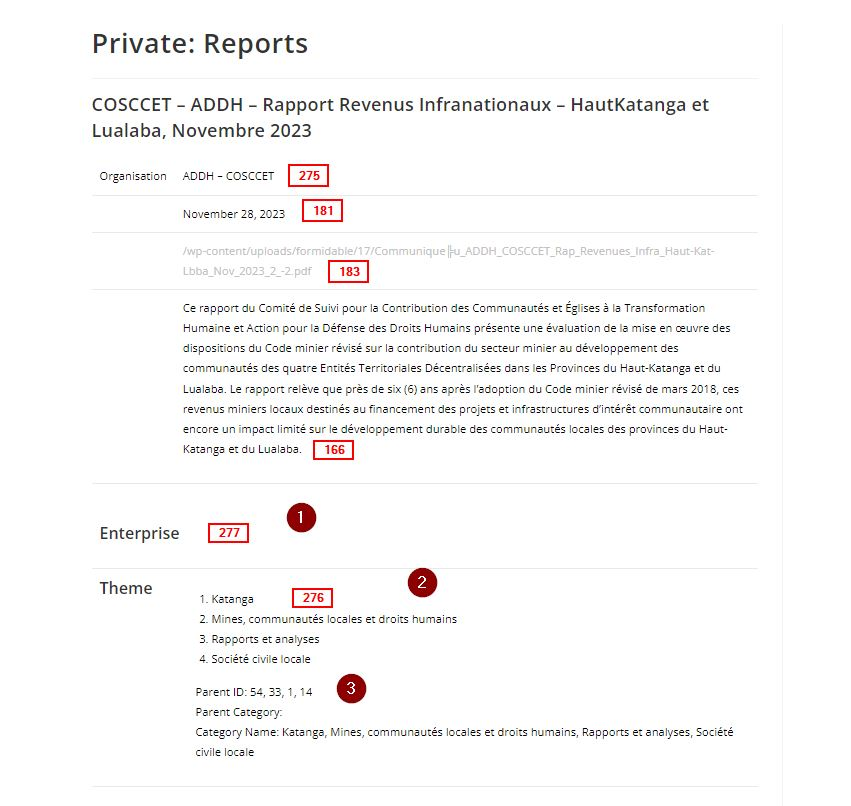 Private: Reports
COSCCET – ADDH – Rapport Revenus Infranationaux – HautKatanga et
Lualaba, Novembre 2023
Organisation ADDH – COSCCET 275
November 28, 2023 181
/wp-content/uploads/formidable/17/Communique╠u_ADDH_COSCCET_Rap_Revenues_Infra_Haut-Kat-
Lbba_Nov_2023_2_-2.pdf 183
Ce rapport du Comité de Suivi pour la Contribution des Communautés et Églises à la Transformation
Humaine et Action pour la Défense des Droits Humains présente une évaluation de la mise en œuvre des
dispositions du Code minier révisé sur la contribution du secteur minier au développement des
communautés des quatre Entités Territoriales Décentralisées dans les Provinces du Haut-Katanga et du
Lualaba. Le rapport relève que près de six (6) ans après l’adoption du Code minier révisé de mars 2018, ces
revenus miniers locaux destinés au financement des projets et infrastructures d’intérêt communautaire ont
encore un impact limité sur le développement durable des communautés locales des provinces du Haut-
Katanga et du Lualaba. 166
1
Enterprise 277
2
Theme
1. Katanga 276
2. Mines, communautés locales et droits humains
3. Rapports et analyses
4. Société civile locale
Parent ID: 54, 33, 1, 14 3
Parent Category:
Category Name: Katanga, Mines, communautés locales et droits humains, Rapports et analyses, Société
civile locale